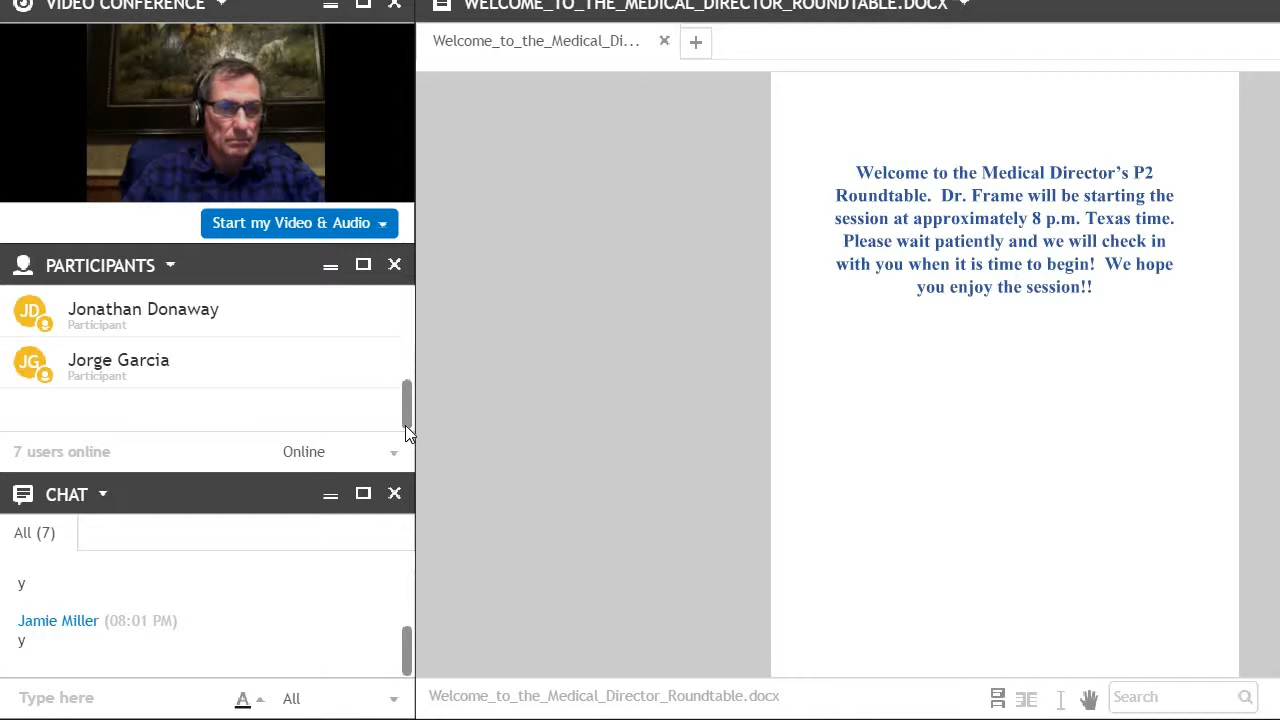 VIDEO CONFERENCE
WELCOME_TO_THE_MEDICAL_DIRECTOR_ROUNDTABLE.DOCX
Welcome_to_the_Medical_Di...
Start my Video & Audio
PARTICIPANTS
JD
Jonathan Donaway
Participant
JG
Jorge Garcia
Participant
7 users online
Online
CHAT
All (7)
y
Jamie Miller (08:01 PM)
y
Type here
A
All
Welcome to the Medical Director’s P2
Roundtable. Dr. Frame will be starting the
session at approximately 8 p.m. Texas time.
Please wait patiently and we will check in
with you when it is time to begin! We hope
you enjoy the session!!
Welcome_to_the_Medical_Director_Roundtable.docx
Search